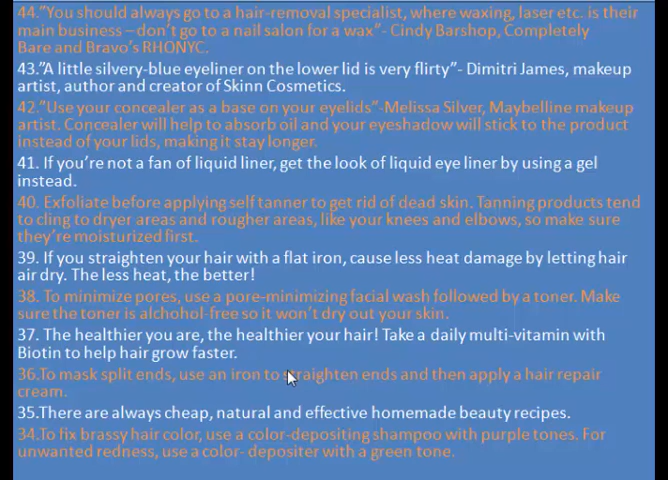 44.”You should always go to a hair-removal specialist, where waxing, laser etc. is their
main business –don’t go to a nail salon for a wax”- Cindy Barshop, Completely
Bare and Bravo’s RHONYC.
43.”A little silvery-blue eyeliner on the lower lid is very flirty”- Dimitri James, makeup
artist, author and creator of Skinn Cosmetics.
42.”Use your concealer as a base on your eyelids”-Melissa Silver, Maybelline makeup
artist. Concealer will help to absorb oil and your eyeshadow will stick to the product
instead of your lids, making it stay longer.
41. If you’re not a fan of liquid liner, get the look of liquid eye liner by using a gel
instead.
40. Exfoliate before applying self tanner to get rid of dead skin. Tanning products tend
to cling to dryer areas and rougher areas, like your knees and elbows, so make sure
they’re moisturized first.
39. If you straighten your hair with a flat iron, cause less heat damage by letting hair
air dry. The less heat, the better!
38. To minimize pores, use a pore-minimizing facial wash followed by a toner. Make
sure the toner is alchohol-free so it won’t dry out your skin.
37. The healthier you are, the healthier your hair! Take a daily multi-vitamin with
Biotin to help hair grow faster.
36.To mask split ends, use an iron to straighten ends and then apply a hair repair
cream.
35.There are always cheap, natural and effective homemade beauty recipes.
34.To fix brassy hair color, use a color-depositing shampoo with purple tones. For
unwanted redness, use a color- depositer with a green tone.